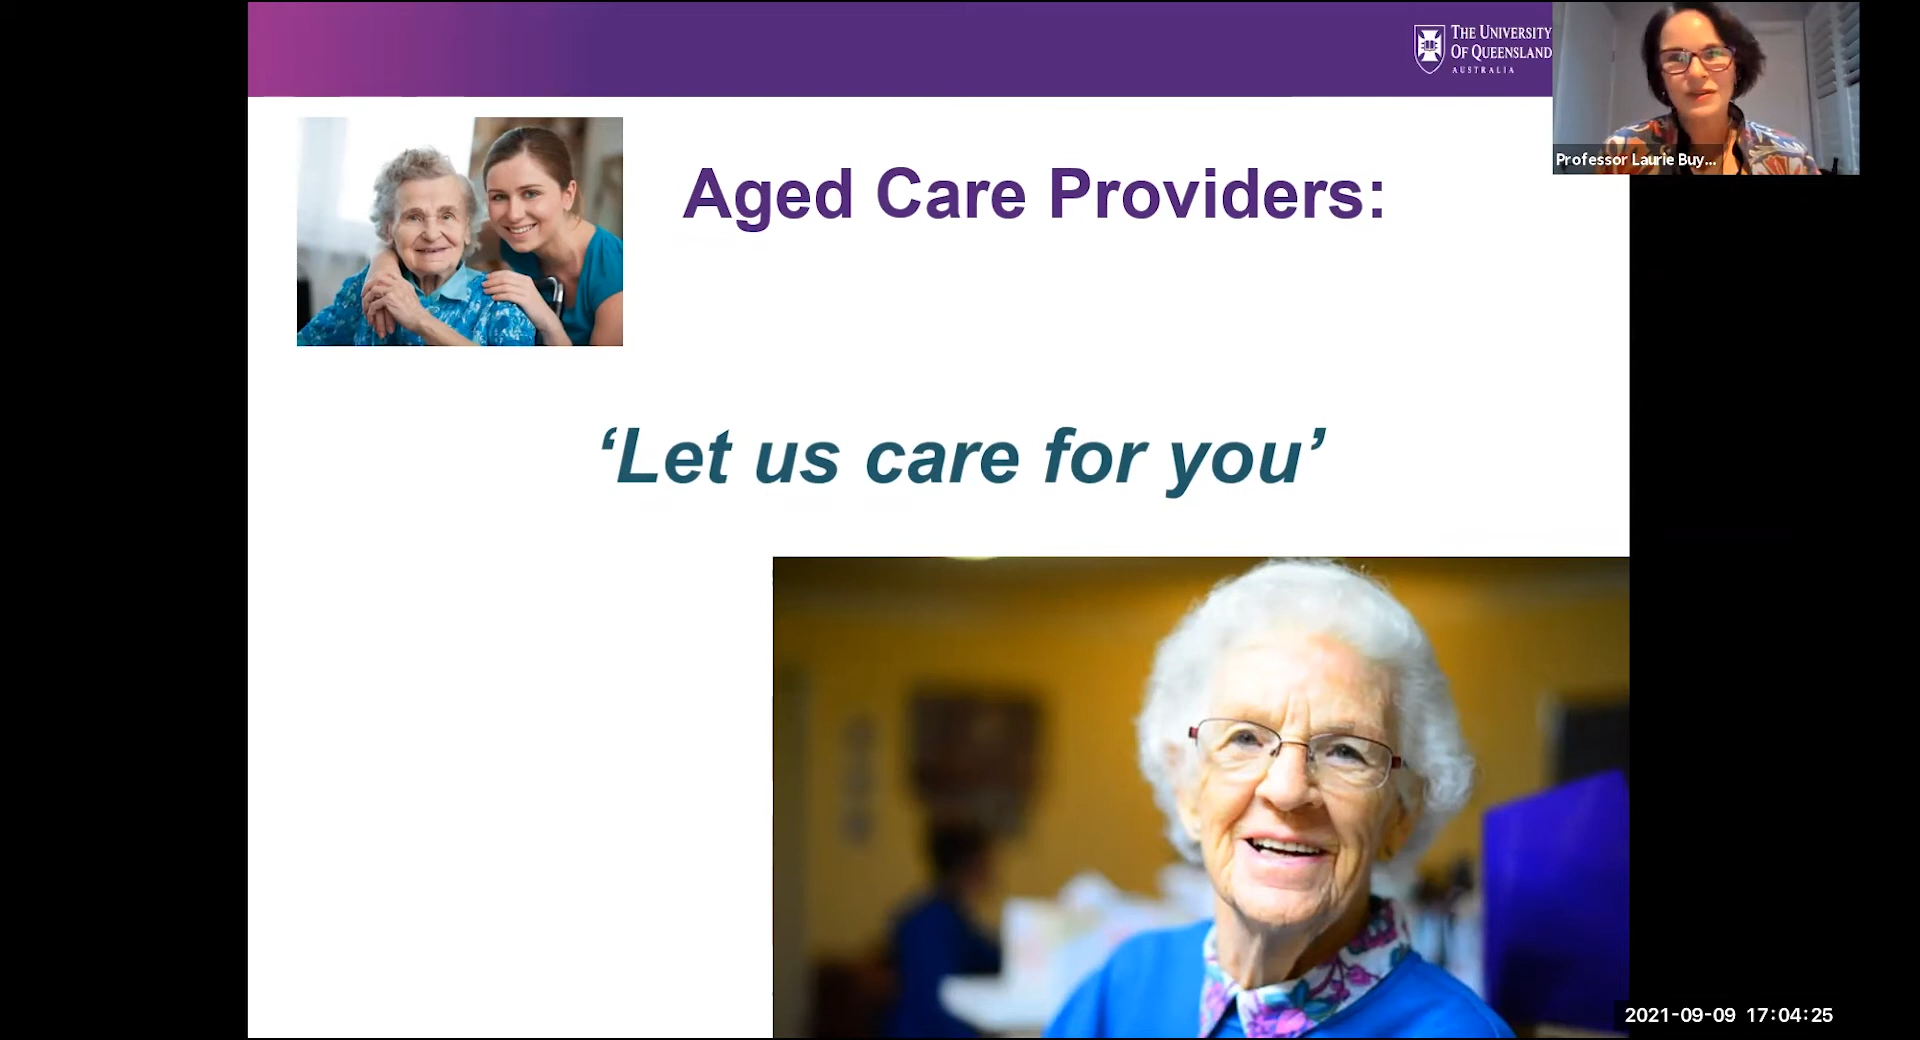 THE UNIVERSITY
OF QUEENSLAND
AUSTRALIA
Professor Laurie Buy...
Aged Care Providers:
‘Let us care for you’
2021-09-09 17:04:25